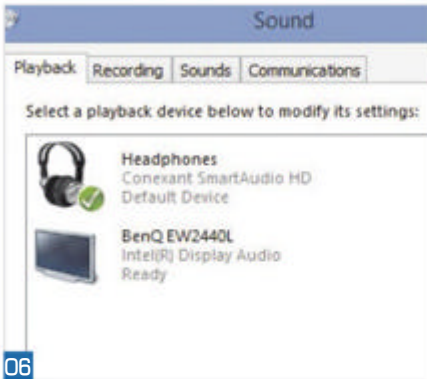 Sound
Playback Recording Sounds Communications
Select a playback device below to modify its settings:
Headphones
Conexant SmartAudio HD
Default Device
BenQ EW2440L
Intel(R) Display Audio
Ready
06